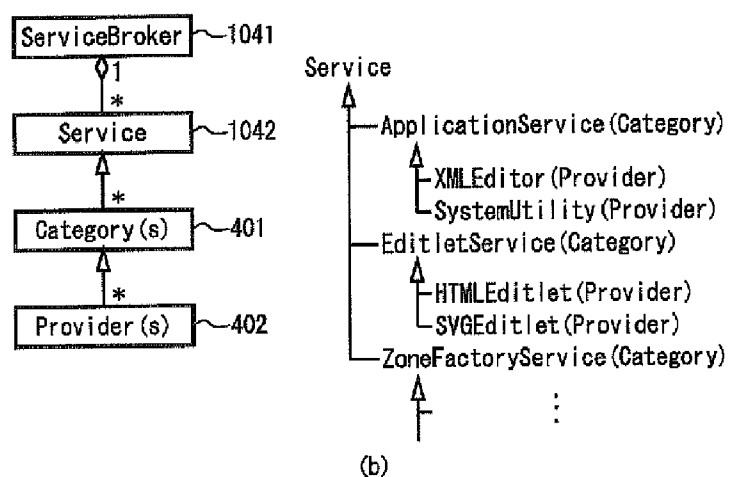 ServiceBroker 1041
1
*
Service 1042
*
Category(s) 401
*
Provider(s) 402
Service
ApplicationService(Category)
XMLEditor(Provider)
SystemUtility(Provider)
EditletService(Category)
HTMLEditlet(Provider)
SVGEditlet(Provider)
ZoneFactoryService(Category)
(b)